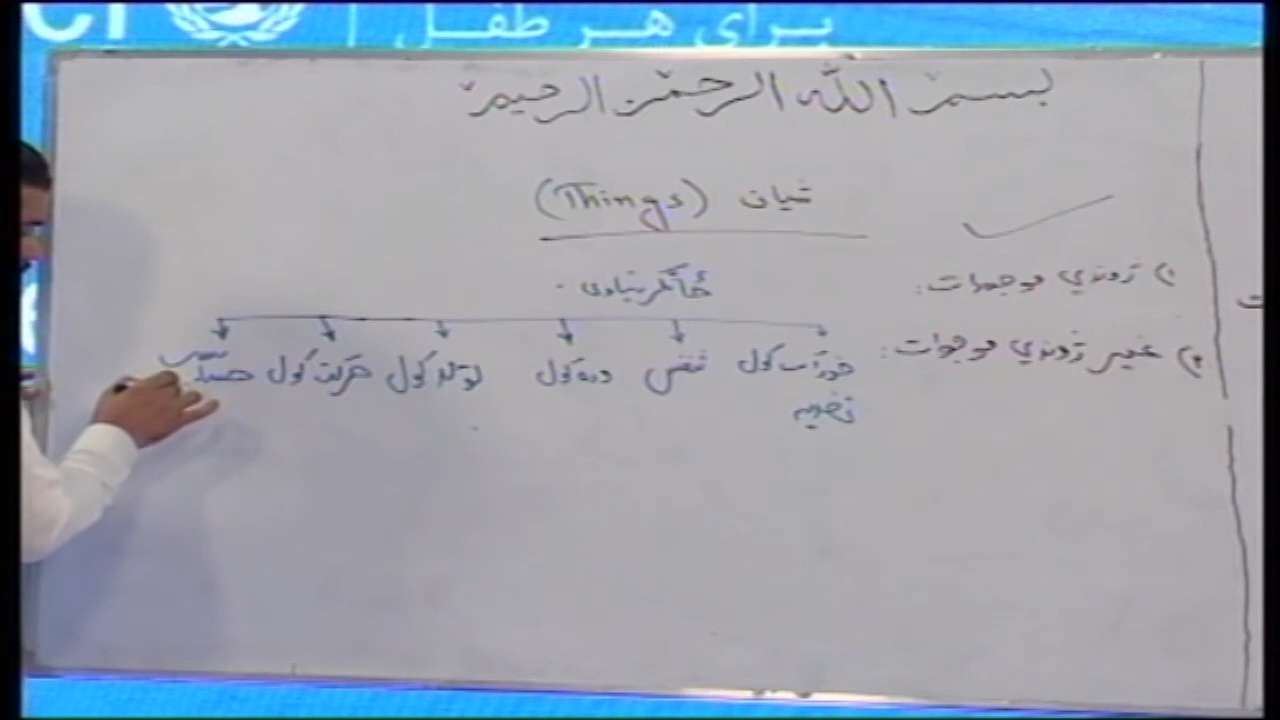 برای هر طفل
بسم الله الرحمن الرحیم
شیان (Things)
۱) ژوندي موجودات:
ځانګړتیاوې
۲) غیر ژوندي موجودات:
خوراک کول تنفس وده کول تولد کول حرکت کول
تغذیه